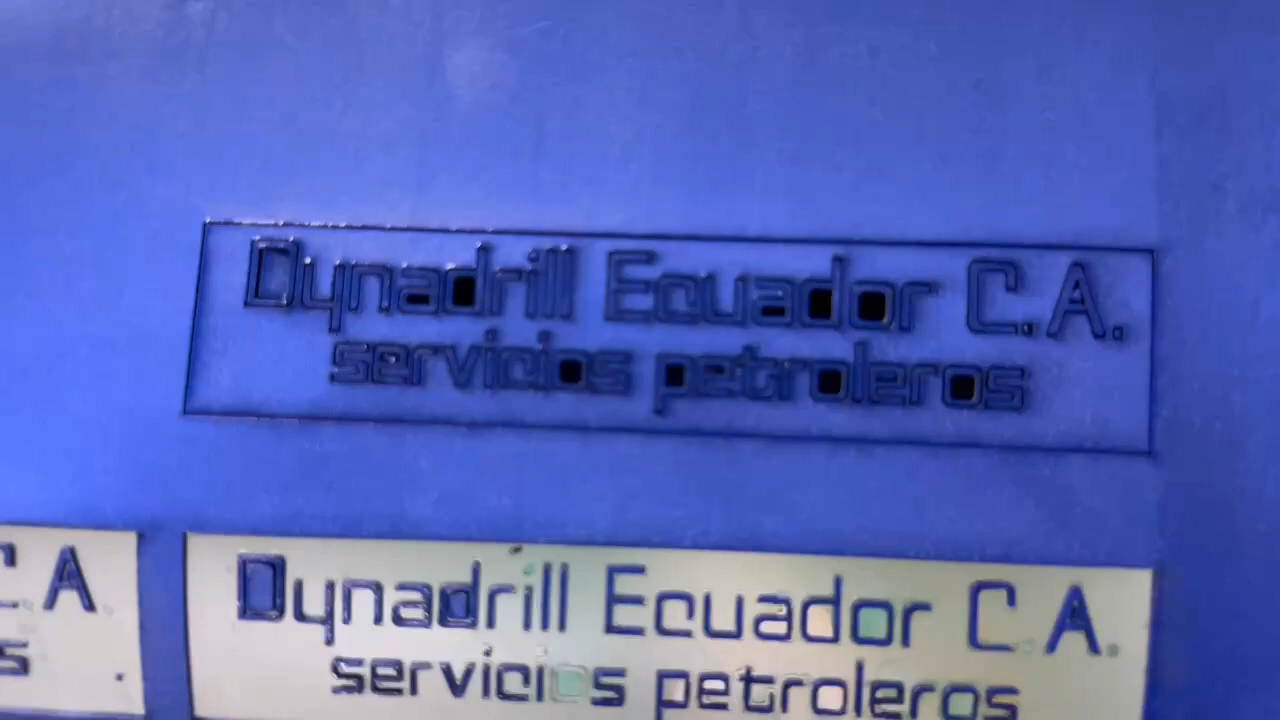 Dynadrill Ecuador C.A.
servicios petroleros
C.A.
s
Dynadrill Ecuador C.A.
servicios petroleros